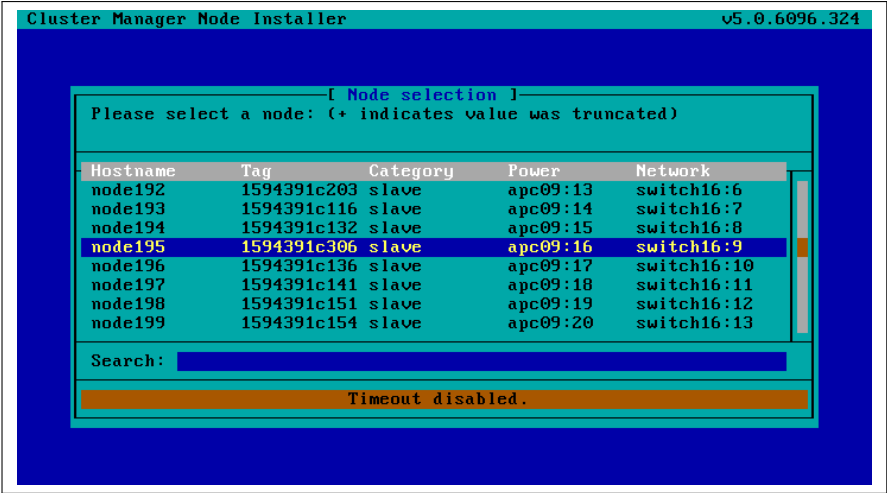 Cluster Manager Node Installer v5.0.6096.324
[ Node selection ]
Please select a node: (+ indicates value was truncated)
Hostname Tag Category Power Network
node192 1594391c203 slave apc09:13 switch16:6
node193 1594391c116 slave apc09:14 switch16:7
node194 1594391c132 slave apc09:15 switch16:8
node195 1594391c306 slave apc09:16 switch16:9
node196 1594391c136 slave apc09:17 switch16:10
node197 1594391c141 slave apc09:18 switch16:11
node198 1594391c151 slave apc09:19 switch16:12
node199 1594391c154 slave apc09:20 switch16:13
Search:
Timeout disabled.